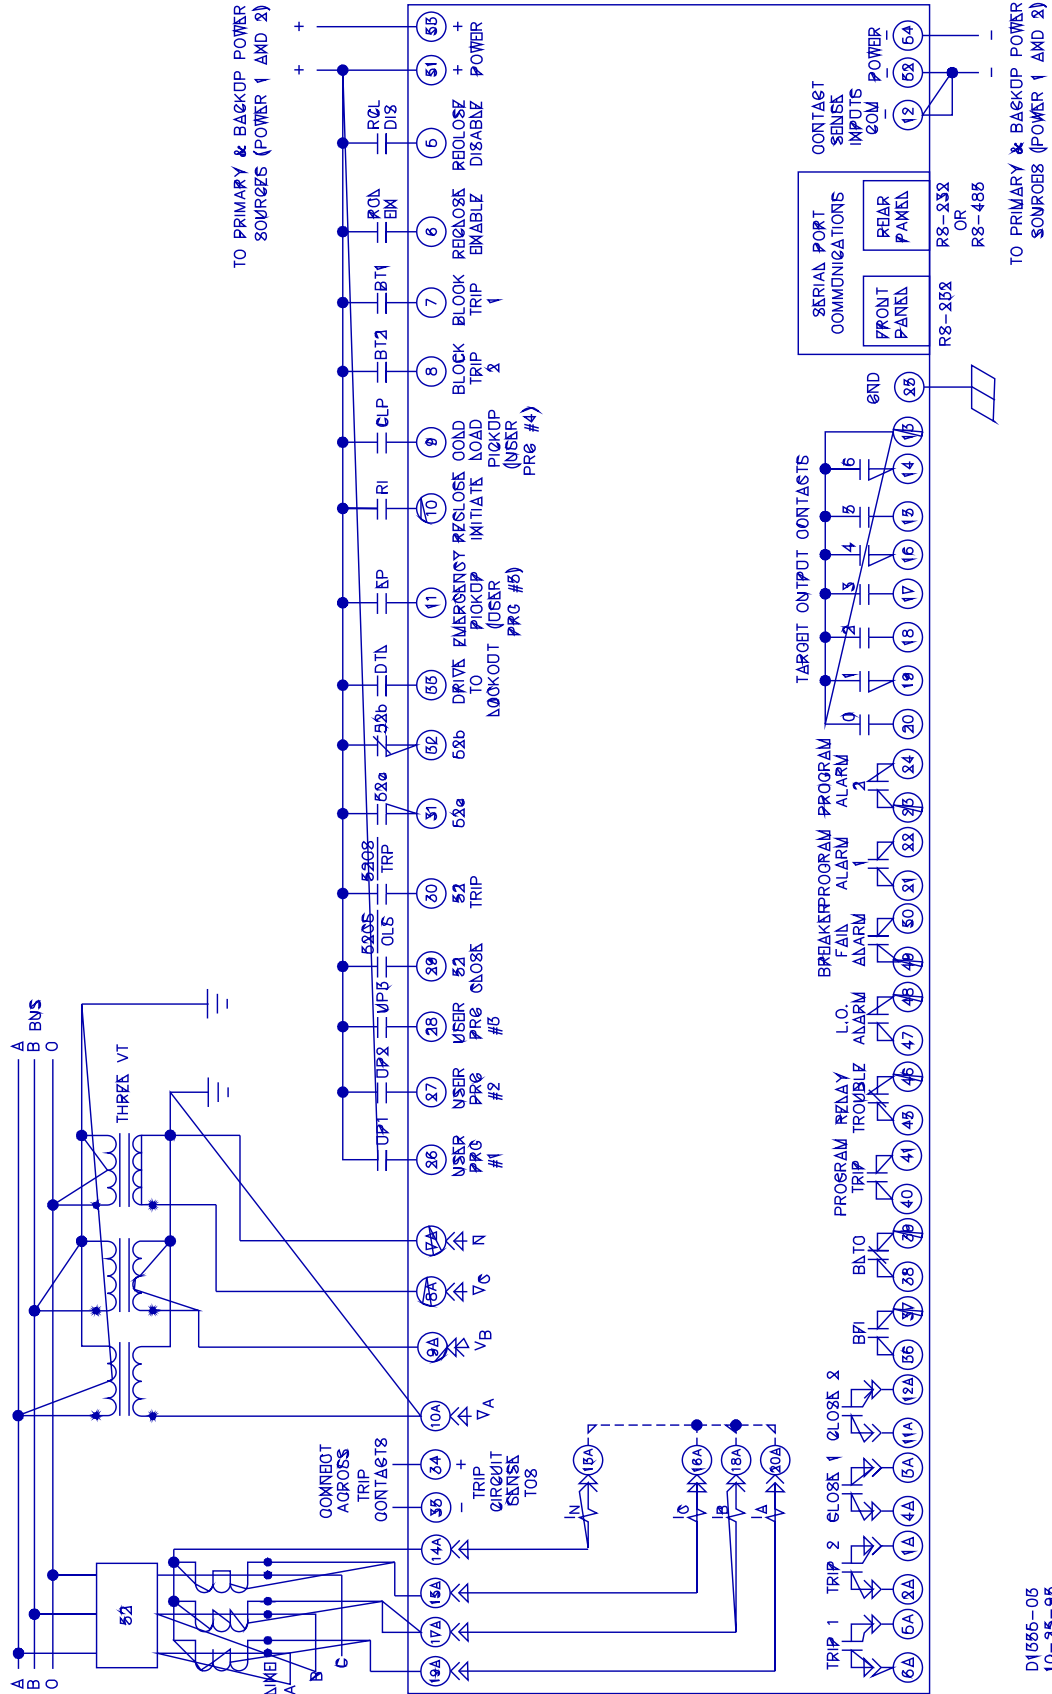 TO PRIMARY & BACKUP POWER
SOURCES (POWER 1 AND 2)
+
+
53
+
51
+
POWER
RCL
DIS
5
RECLOSE
DISABLE
RCL
EN
6
RECLOSE
ENABLE
BT1
7
BLOCK
TRIP
1
BT2
8
BLOCK
TRIP
2
CLP
9
COLD
LOAD
PICKUP
(USER
PRG #4)
RI
10
RECLOSE
INITIATE
EP
11
EMERGENCY
PICKUP
(USER
PRG #5)
DTL
33
DRIVE
TO
LOCKOUT
52b
32
52b
52a
31
52a
52CS
TRP
30
52
TRIP
52CS
CLS
29
52
CLOSE
UP3
28
USER
PRG
#3
UP2
27
USER
PRG
#2
UP1
26
USER
PRG
#1
7A
N
8A
VC
9A
VB
10A
VA
34
+
35
-
CONNECT
ACROSS
TRIP
CONTACTS
TRIP
CIRCUIT
SENSE
TCS
14A
15A
17A
19A
13A
16A
18A
20A
IN
IC
IB
IA
A
B BUS
C
THREE VT
52
A
B
C
LINE
A
B
C
TO PRIMARY & BACKUP POWER
SOURCES (POWER 1 AND 2)
-
-
POWER
54
-
52
-
12
-
CONTACT
SENSE
INPUTS
COM
SERIAL PORT
COMMUNICATIONS
REAR
PANEL
RS-232
OR
RS-485
FRONT
PANEL
RS-232
GND
25
TARGET OUTPUT CONTACTS
13
6
14
5
15
4
16
3
17
2
18
1
19
0
20
PROGRAM
ALARM
2
24
23
PROGRAM
ALARM
1
22
21
BREAKER
FAIL
ALARM
50
49
L.O.
ALARM
48
47
RELAY
TROUBLE
46
45
PROGRAM
TRIP
41
40
BATO
39
38
BFI
37
36
CLOSE 2
12A
11A
CLOSE 1
3A
4A
TRIP 2
1A
2A
TRIP 1
5A
6A